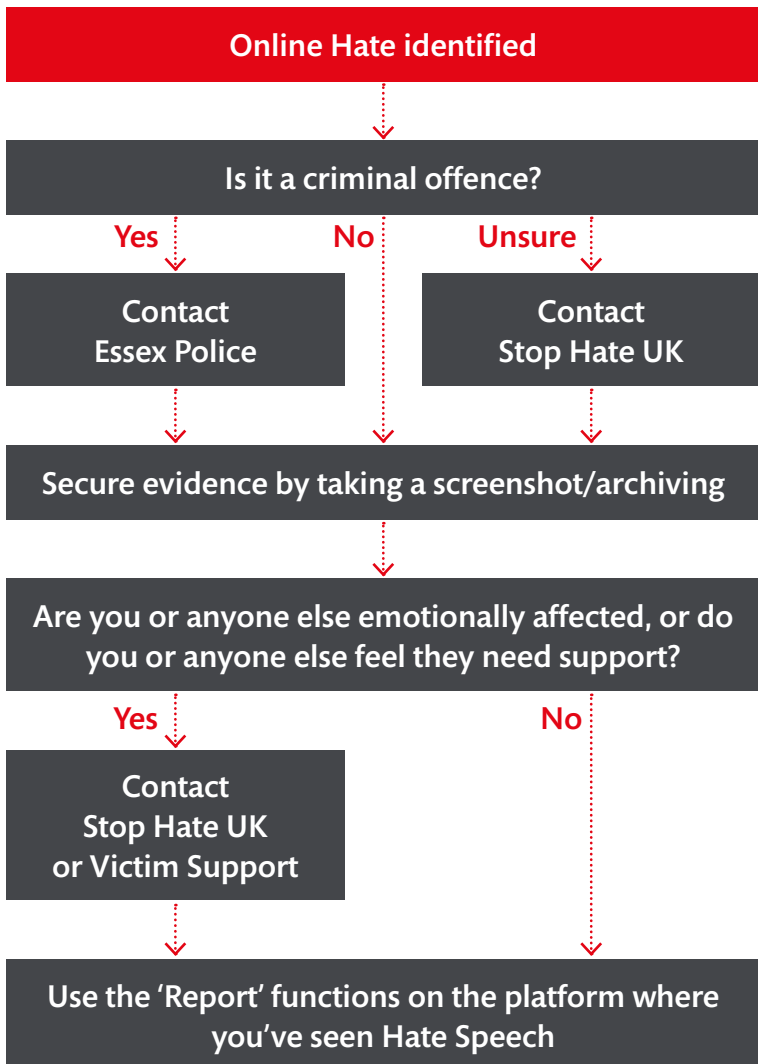 Online Hate identified
Is it a criminal offence?
Yes
No
Unsure
Contact
Essex Police
Contact
Stop Hate UK
Secure evidence by taking a screenshot/archiving
Are you or anyone else emotionally affected, or do
you or anyone else feel they need support?
Yes
No
Contact
Stop Hate UK
or Victim Support
Use the ‘Report’ functions on the platform where
you’ve seen Hate Speech